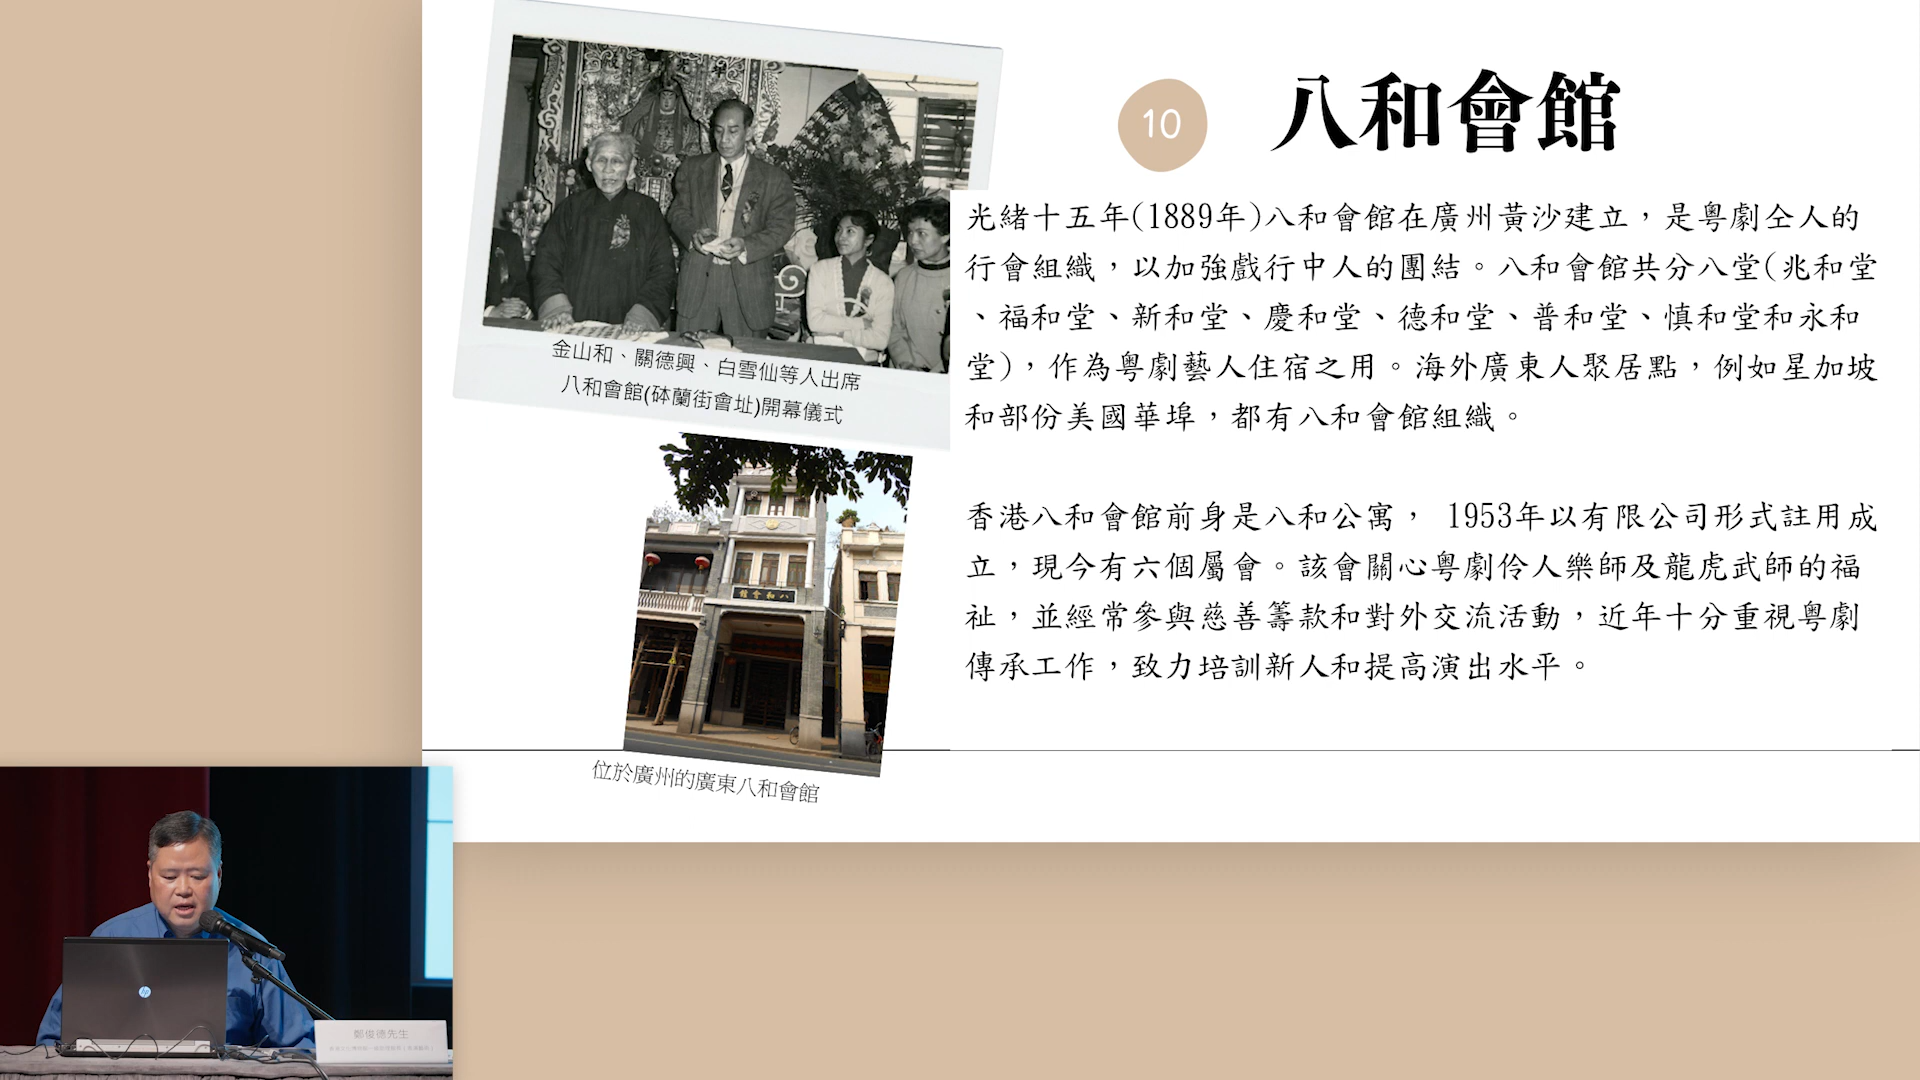 10
八和會館
光緒十五年(1889年)八和會館在廣州黃沙建立，是粵劇仝人的
行會組織，以加強戲行中人的團結。八和會館共分八堂(兆和堂
、福和堂、新和堂、慶和堂、德和堂、普和堂、慎和堂和永和
堂)，作為粵劇藝人住宿之用。海外廣東人聚居點，例如星加坡
和部份美國華埠，都有八和會館組織。
香港八和會館前身是八和公寓， 1953年以有限公司形式註用成
立，現今有六個屬會。該會關心粵劇伶人樂師及龍虎武師的福
祉，並經常參與慈善籌款和對外交流活動，近年十分重視粵劇
傳承工作，致力培訓新人和提高演出水平。
金山和、關德興、白雪仙等人出席
八和會館(砵蘭街會址)開幕儀式
館會和八
位於廣州的廣東八和會館
hp
鄭俊德先生